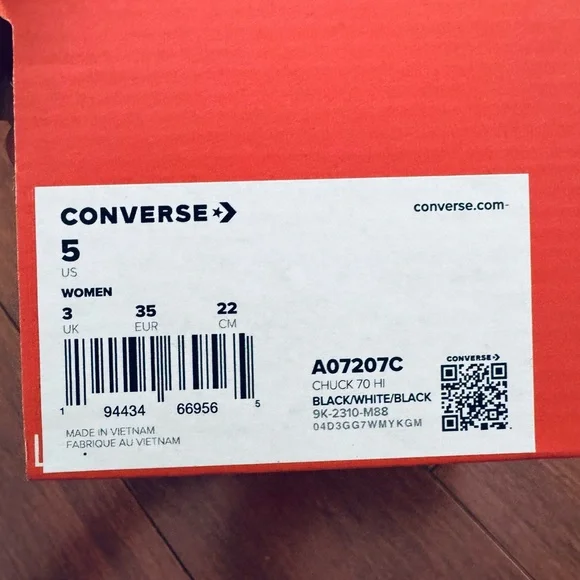 CONVERSE
converse.com-
5
US
WOMEN
3 35 22
UK EUR CM
1 94434 66956 5
MADE IN VIETNAM
FABRIQUE AU VIETNAM
A07207C
CHUCK 70 HI
BLACK/WHITE/BLACK
9K-2310-M88
04D3GG7WMYKGM
CONVERSE